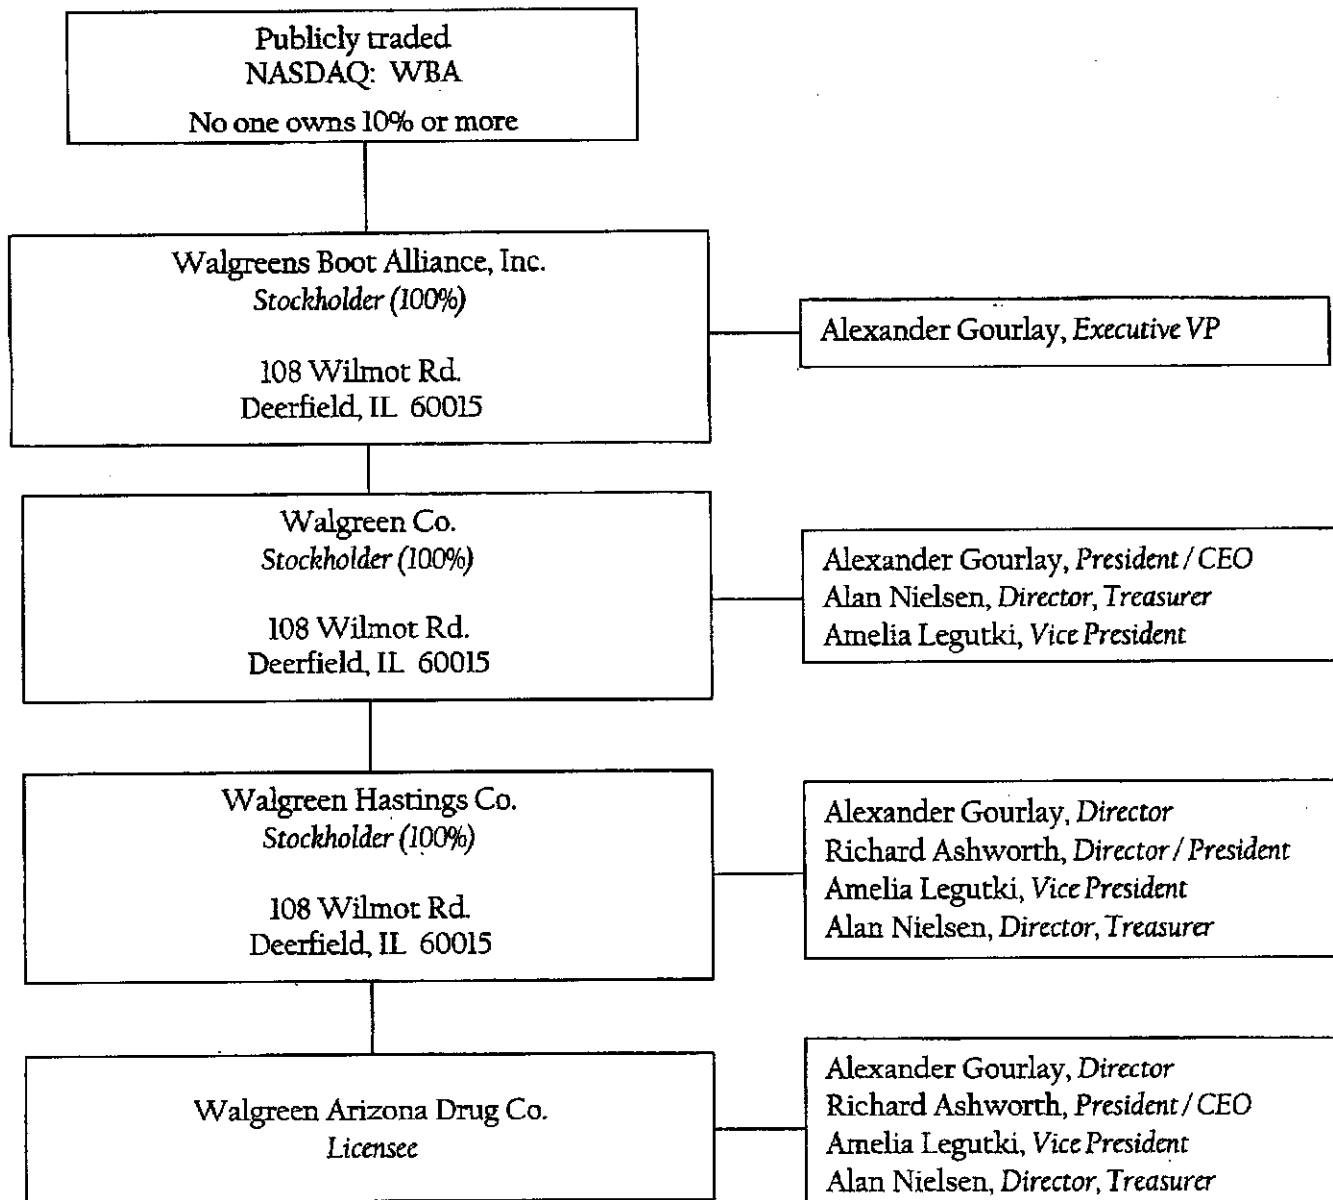 Publicly traded
NASDAQ: WBA
No one owns 10% or more
Walgreens Boot Alliance, Inc.
Stockholder (100%)
108 Wilmot Rd.
Deerfield, IL 60015
Alexander Gourlay, Executive VP
Walgreen Co.
Stockholder (100%)
108 Wilmot Rd.
Deerfield, IL 60015
Alexander Gourlay, President / CEO
Alan Nielsen, Director, Treasurer
Amelia Legutki, Vice President
Walgreen Hastings Co.
Stockholder (100%)
108 Wilmot Rd.
Deerfield, IL 60015
Alexander Gourlay, Director
Richard Ashworth, Director / President
Amelia Legutki, Vice President
Alan Nielsen, Director, Treasurer
Walgreen Arizona Drug Co.
Licensee
Alexander Gourlay, Director
Richard Ashworth, President / CEO
Amelia Legutki, Vice President
Alan Nielsen, Director, Treasurer